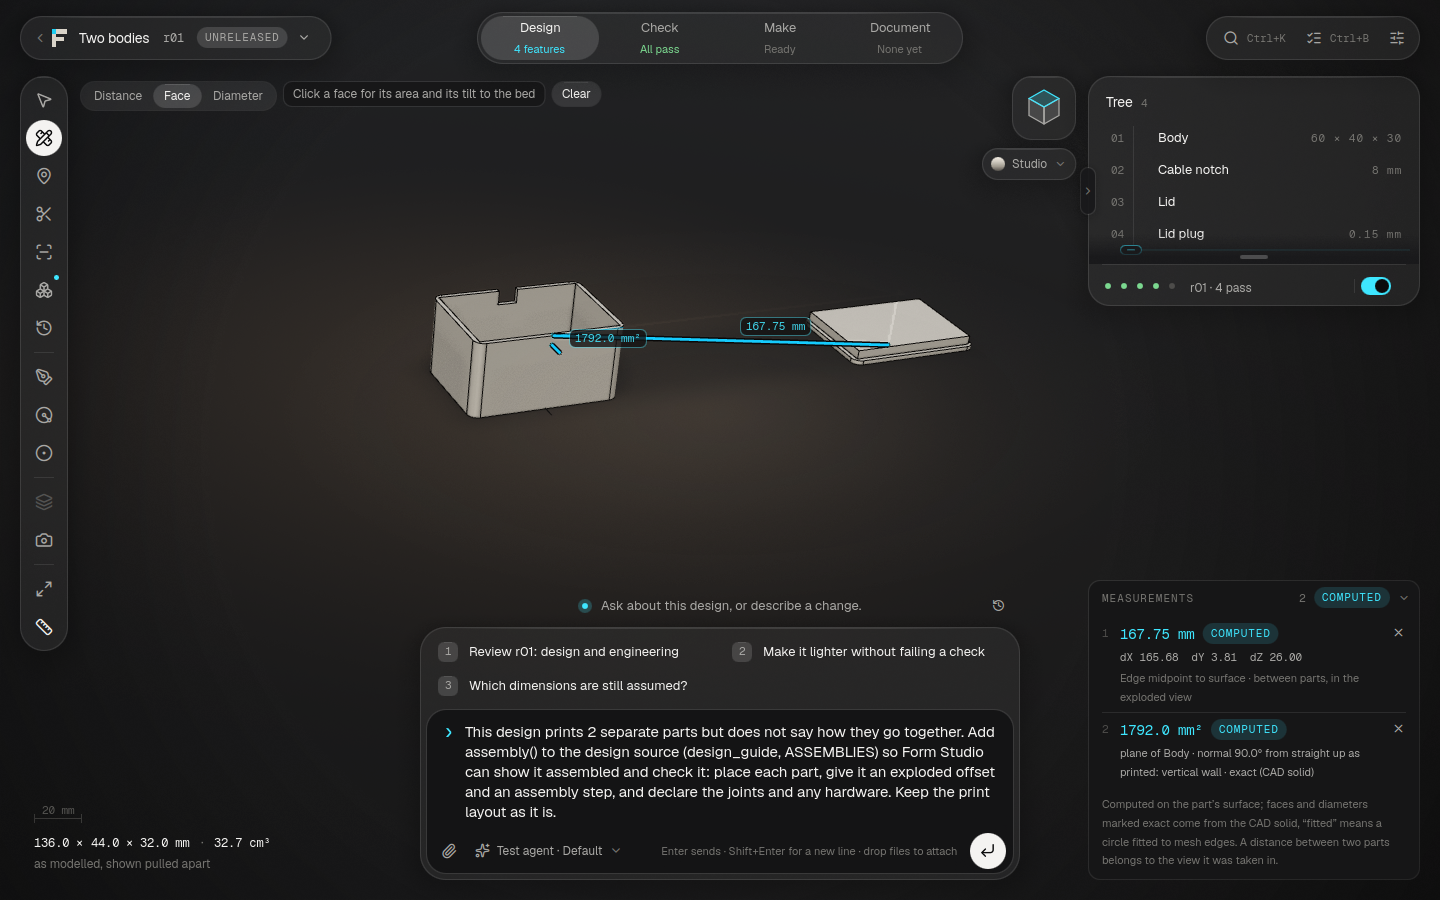 Two bodies r01 UNRELEASED
Design
4 features
Check
All pass
Make
Ready
Document
None yet
Ctrl+K Ctrl+B
Distance Face Diameter Click a face for its area and its tilt to the bed Clear
Studio
Tree 4
01 Body 60 × 40 × 30
02 Cable notch 8 mm
03 Lid
04 Lid plug 0.15 mm
r01 · 4 pass
167.75 mm
1792.0 mm²
Ask about this design, or describe a change.
1 Review r01: design and engineering
2 Make it lighter without failing a check
3 Which dimensions are still assumed?
This design prints 2 separate parts but does not say how they go together. Add
assembly() to the design source (design_guide, ASSEMBLIES) so Form Studio
can show it assembled and check it: place each part, give it an exploded offset
and an assembly step, and declare the joints and any hardware. Keep the print
layout as it is.
Test agent · Default
Enter sends · Shift+Enter for a new line · drop files to attach
20 mm
136.0 × 44.0 × 32.0 mm · 32.7 cm³
as modelled, shown pulled apart
MEASUREMENTS 2 COMPUTED
1 167.75 mm COMPUTED
dX 165.68 dY 3.81 dZ 26.00
Edge midpoint to surface · between parts, in the
exploded view
2 1792.0 mm² COMPUTED
plane of Body · normal 90.0° from straight up as
printed: vertical wall · exact (CAD solid)
Computed on the part's surface; faces and diameters
marked exact come from the CAD solid, “fitted” means a
circle fitted to mesh edges. A distance between two parts
belongs to the view it was taken in.